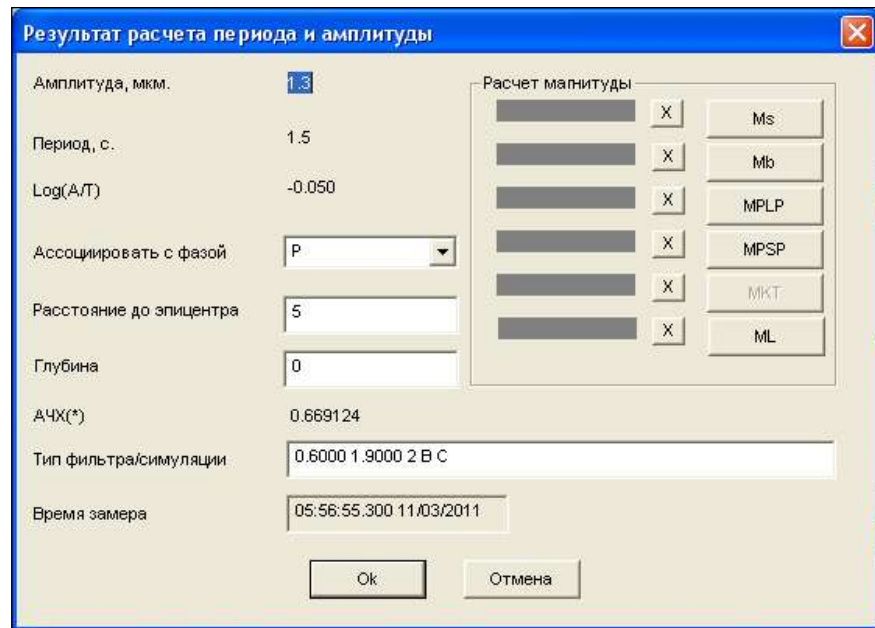 Результат расчета периода и амплитуды
Амплитуда, мкм. 1.3
Период, с. 1.5
Log(A/T) -0.050
Ассоциировать с фазой P
Расстояние до эпицентра 5
Глубина 0
АЧХ(*) 0.669124
Тип фильтра/симуляции 0.6000 1.9000 2 B C
Время замера 05:56:55.300 11/03/2011
Расчет магнитуды
X Ms
X Mb
X MPLP
X MPSP
X МКТ
X ML
Ok Отмена